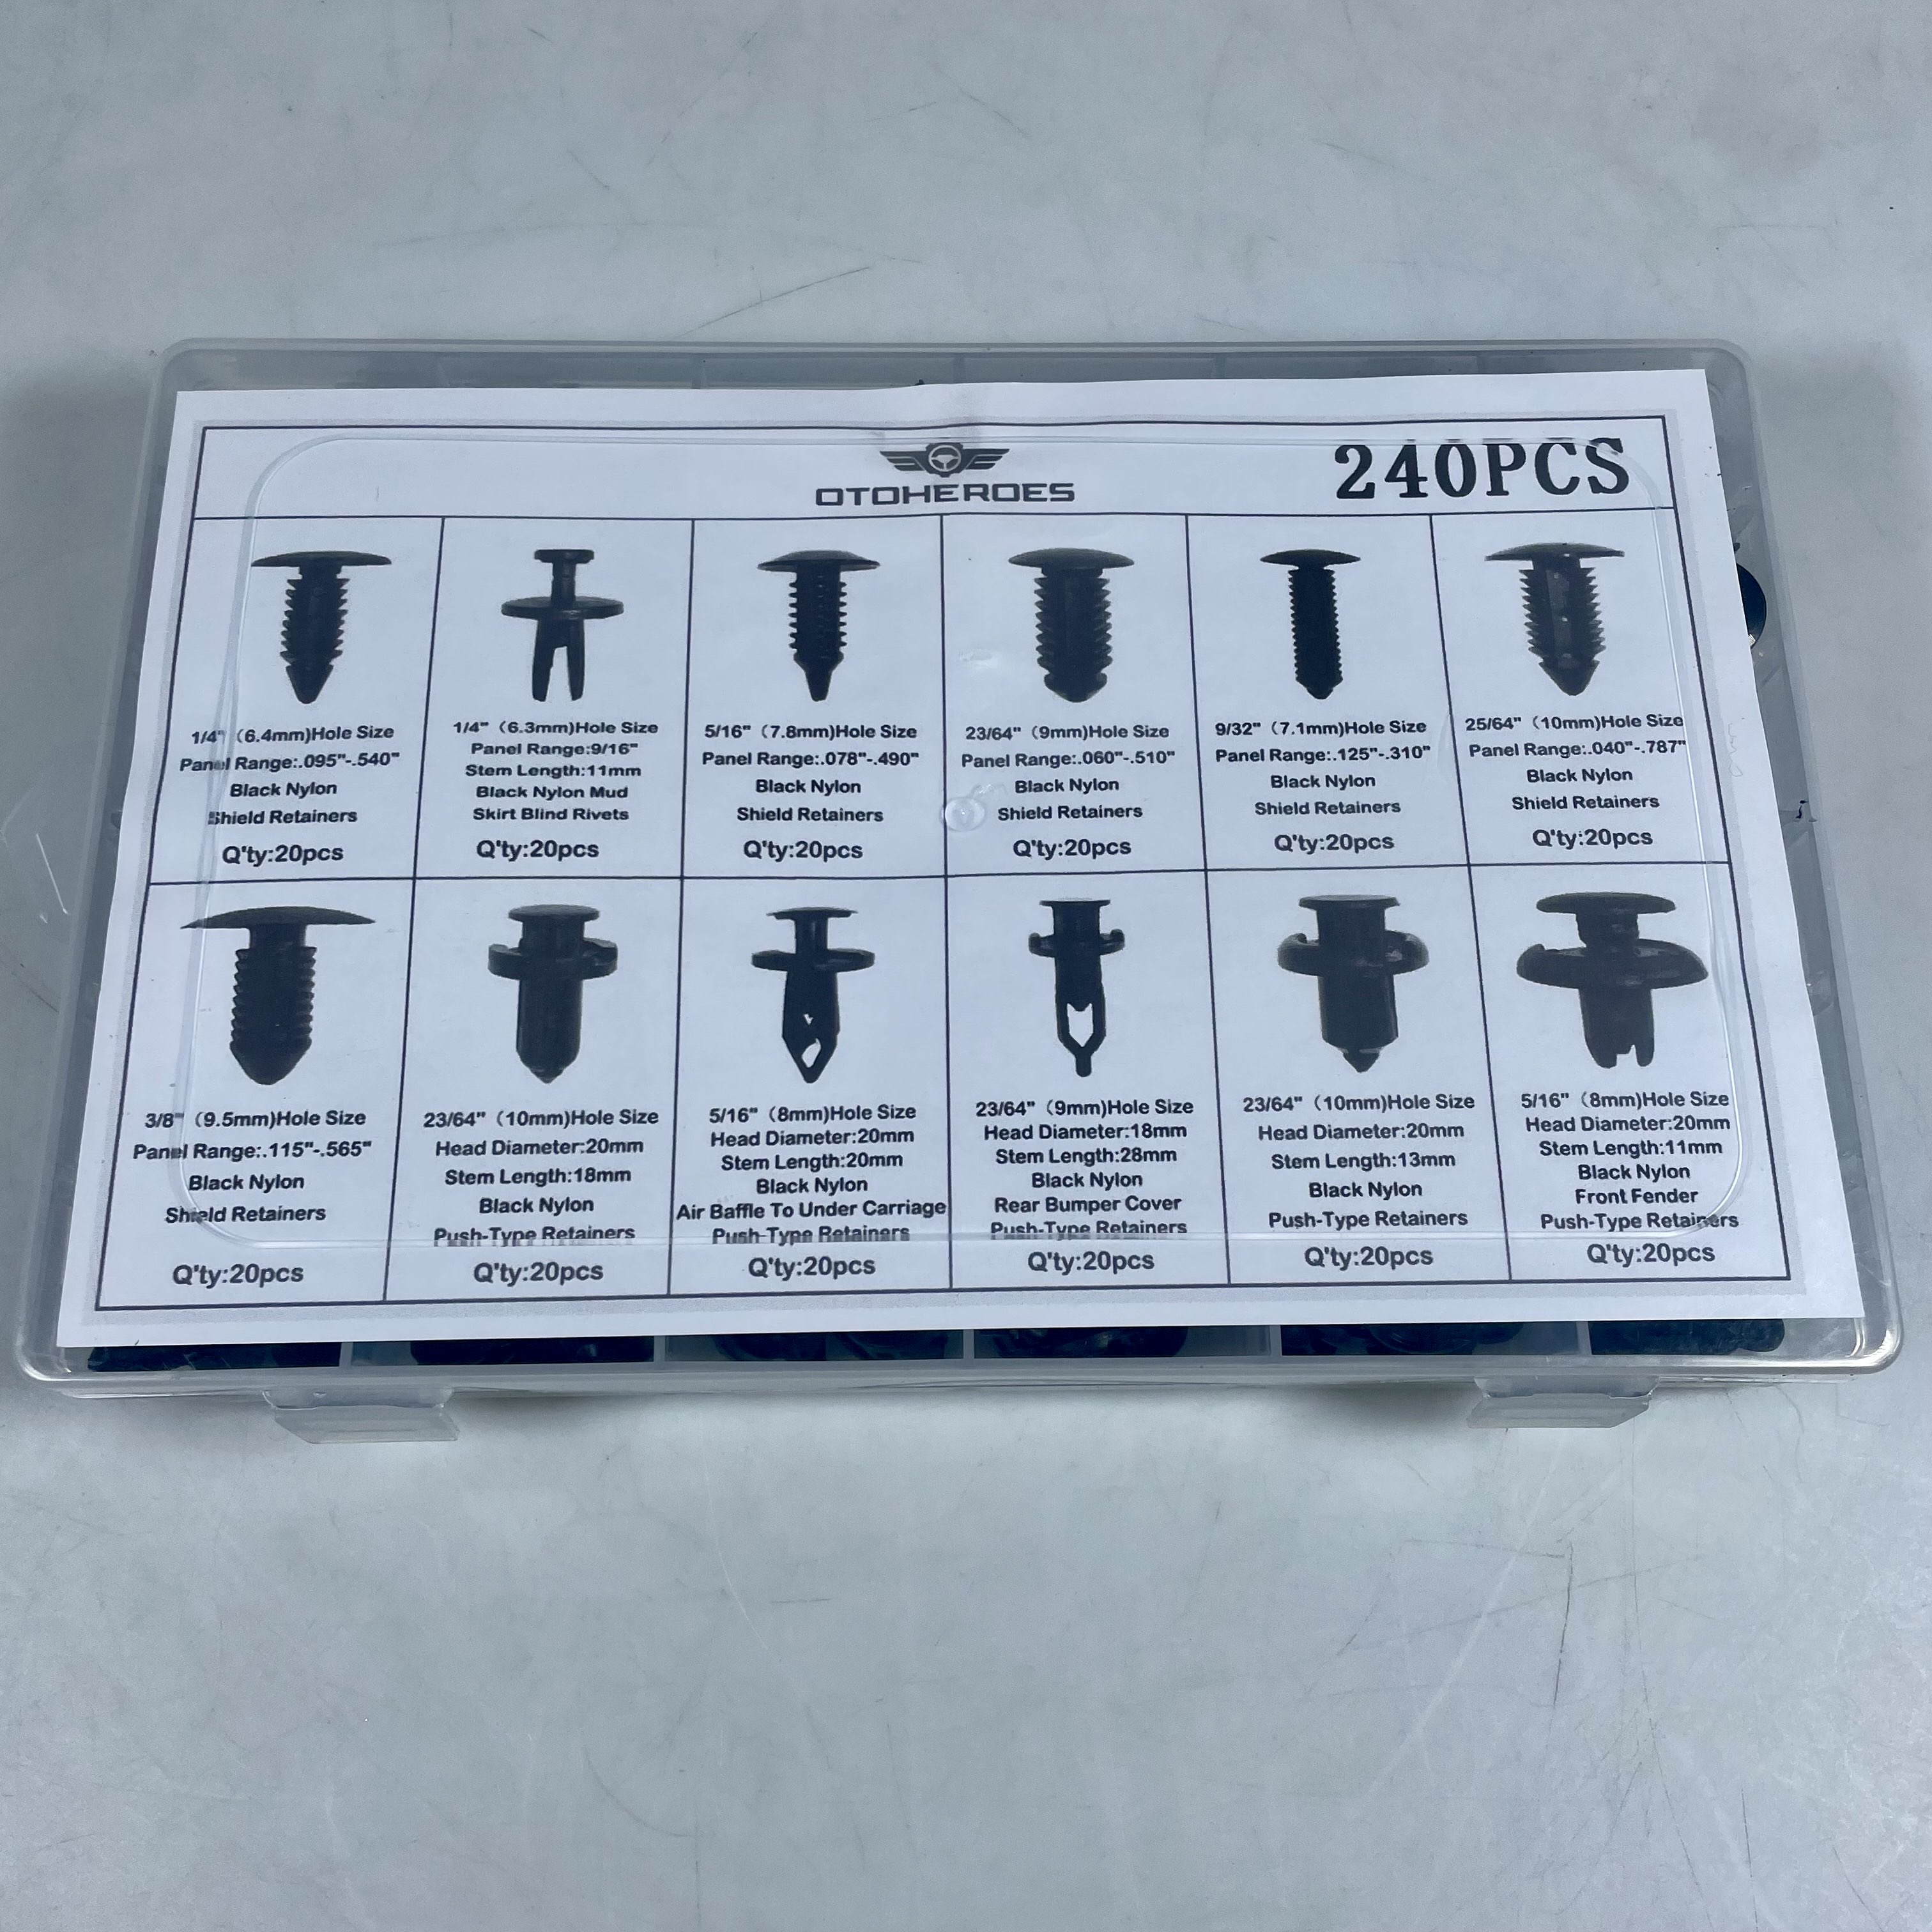 OTOHEROES
240PCS
1/4" (6.4mm)Hole Size
Panel Range:.095"-.540"
Black Nylon
Shield Retainers
Q'ty:20pcs
1/4" (6.3mm)Hole Size
Panel Range:9/16"
Stem Length:11mm
Black Nylon Mud
Skirt Blind Rivets
Q'ty:20pcs
5/16" (7.8mm)Hole Size
Panel Range:.078"-.490"
Black Nylon
Shield Retainers
Q'ty:20pcs
23/64" (9mm)Hole Size
Panel Range:.060"-.510"
Black Nylon
Shield Retainers
Q'ty:20pcs
9/32" (7.1mm)Hole Size
Panel Range:.125"-.310"
Black Nylon
Shield Retainers
Q'ty:20pcs
25/64" (10mm)Hole Size
Panel Range:.040"-.787"
Black Nylon
Shield Retainers
Q'ty:20pcs
3/8" (9.5mm)Hole Size
Panel Range:.115"-.565"
Black Nylon
Shield Retainers
Q'ty:20pcs
23/64" (10mm)Hole Size
Head Diameter:20mm
Stem Length:18mm
Black Nylon
Push-Type Retainers
Q'ty:20pcs
5/16" (8mm)Hole Size
Head Diameter:20mm
Stem Length:20mm
Black Nylon
Air Baffle To Under Carriage
Push-Type Retainers
Q'ty:20pcs
23/64" (9mm)Hole Size
Head Diameter:18mm
Stem Length:28mm
Black Nylon
Rear Bumper Cover
Push-Type Retainers
Q'ty:20pcs
23/64" (10mm)Hole Size
Head Diameter:20mm
Stem Length:13mm
Black Nylon
Push-Type Retainers
Q'ty:20pcs
5/16" (8mm)Hole Size
Head Diameter:20mm
Stem Length:11mm
Black Nylon
Front Fender
Push-Type Retainers
Q'ty:20pcs